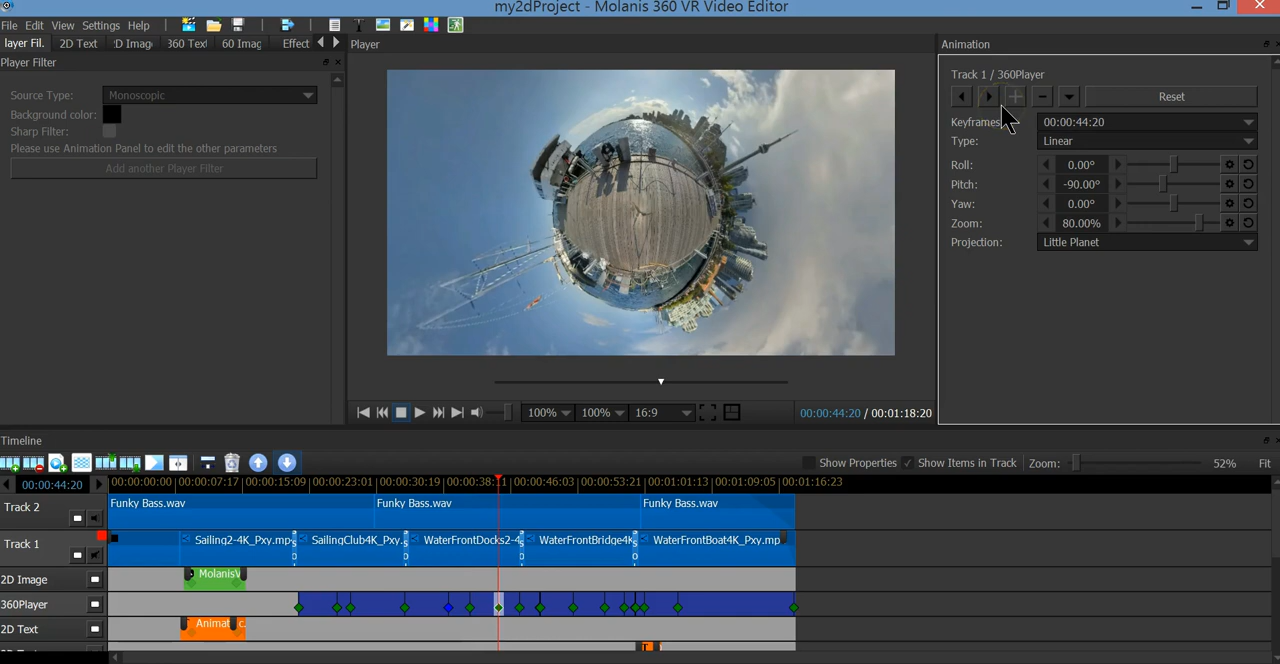 my2dProject - Molanis 360 VR Video Editor
File Edit View Settings Help
layer Fil. 2D Text D Imag 360 Text 60 Imag Effect
Player
Animation
Player Filter
Source Type: Monoscopic
Background color:
Sharp Filter:
Please use Animation Panel to edit the other parameters
Add another Player Filter
Track 1 / 360Player
Reset
Keyframes 00:00:44:20
Type: Linear
Roll: 0.00°
Pitch: -90.00°
Yaw: 0.00°
Zoom: 80.00%
Projection: Little Planet
100% 100% 16:9 00:00:44:20 / 00:01:18:20
Timeline
Show Properties Show Items in Track Zoom: 52% Fit
00:00:44:20 00:00:00:00 00:00:07:17 00:00:15:09 00:00:23:01 00:00:30:19 00:00:38:11 00:00:46:03 00:00:53:21 00:01:01:13 00:01:09:05 00:01:16:23
Track 2 Funky Bass.wav Funky Bass.wav Funky Bass.wav
Track 1 Sailing2-4K_Pxy.mp SailingClub4K_Pxy. WaterFrontDocks2-4 WaterFrontBridge4K WaterFrontBoat4K_Pxy.mp
2D Image MolanisV
360Player
2D Text Animat c.